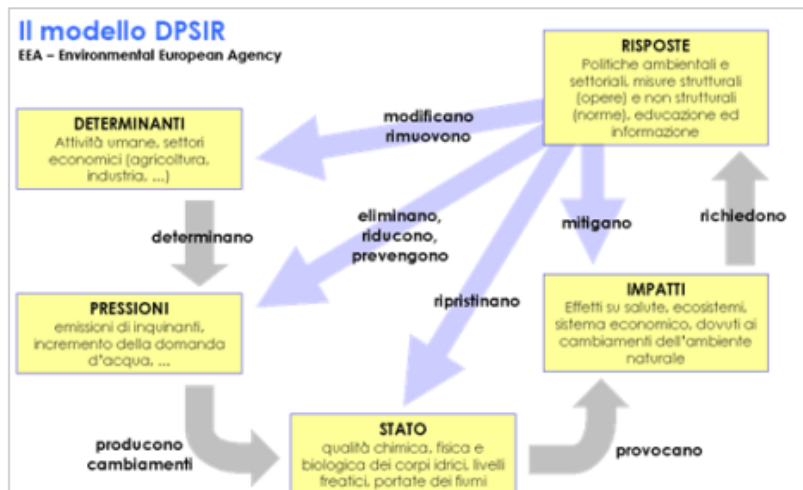 Il modello DPSIR
EEA – Environmental European Agency
RISPOSTE
Politiche ambientali e
settoriali, misure strutturali
(opere) e non strutturali
(norme), educazione ed
informazione
modificano
rimuovono
DETERMINANTI
Attività umane, settori
economici (agricoltura,
industria, ...)
determinano
eliminano,
riducono,
prevengono
mitigano
richiedono
ripristinano
PRESSIONI
emissioni di inquinanti,
incremento della domanda
d'acqua, ...
IMPATTI
Effetti su salute, ecosistemi,
sistema economico, dovuti ai
cambiamenti dell'ambiente
naturale
producono
cambiamenti
STATO
qualità chimica, fisica e
biologica dei corpi idrici, livelli
freatici, portate dei fiumi
provocano